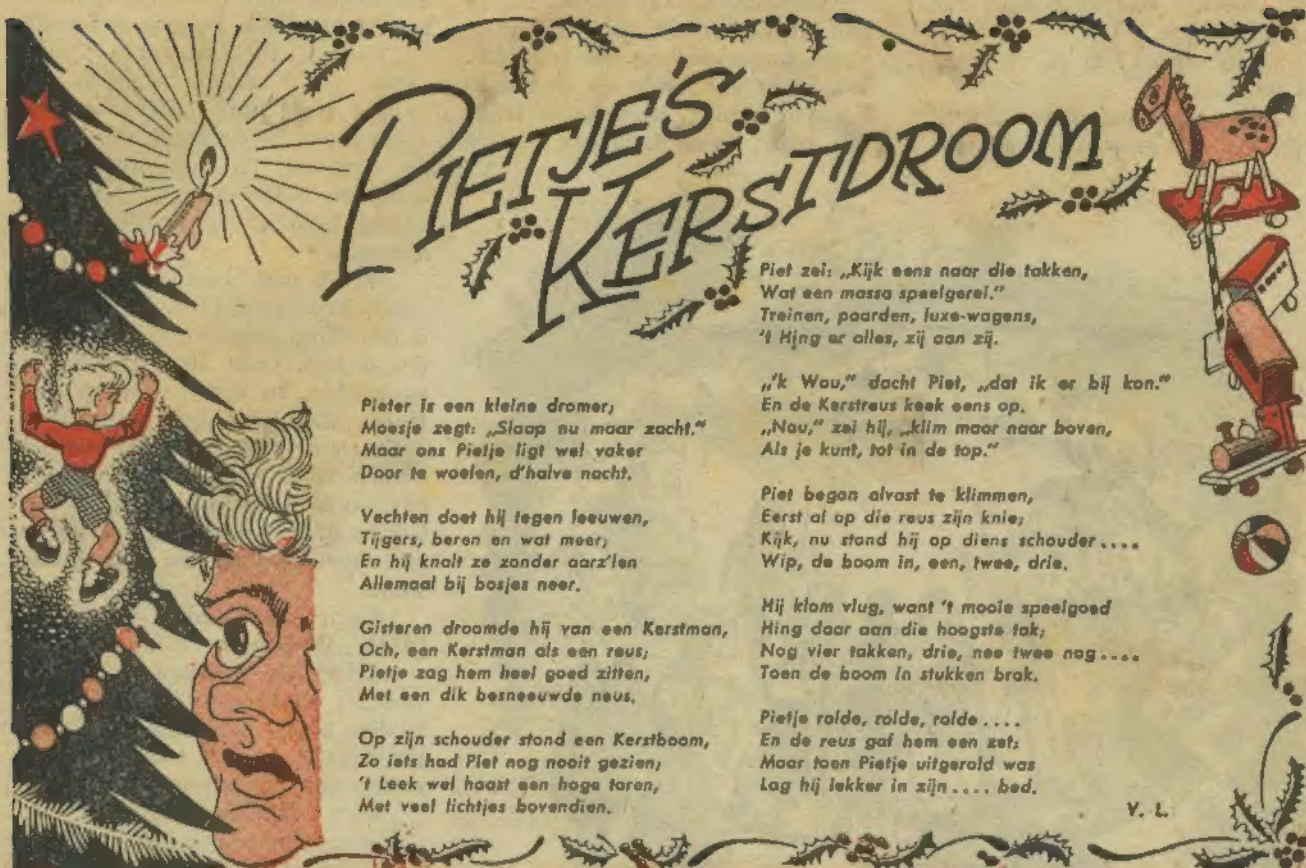 PIETJE'S
KERSTDROOM
Pieter is een kleine dromer;
Moesje zegt: „Slaap nu maar zacht."
Maar ons Pietje ligt wel vaker
Door te woelen, d'halve nacht.
Vechten doet hij tegen leeuwen,
Tijgers, beren en wat meer;
En hij knalt ze zonder aarz'len
Allemaal bij bosjes neer.
Gisteren droomde hij van een Kerstman,
Och, een Kerstman als een reus;
Pietje zag hem heel goed zitten,
Met een dik besneeuwde neus.
Op zijn schouder stond een Kerstboom,
Zo iets had Piet nog nooit gezien;
't Leek wel haast een hoge toren,
Met veel lichtjes bovendien.
Piet zei: „Kijk eens naar die takken,
Wat een massa speelgerei."
Treinen, paarden, luxe-wagens,
't Hing er alles, zij aan zij.
„'k Wou," dacht Piet, „dat ik er bij kon."
En de Kerstreus keek eens op.
„Nou," zei hij, „klim maar naar boven,
Als je kunt, tot in de top."
Piet begon alvast te klimmen,
Eerst al op die reus zijn knie;
Kijk, nu stond hij op diens schouder....
Wip, de boom in, een, twee, drie.
Hij klom vlug, want 't mooie speelgoed
Hing daar aan die hoogste tak;
Nog vier takken, drie, nee twee nog....
Toen de boom in stukken brak.
Pietje rolde, rolde, rolde....
En de reus gaf hem een zet;
Maar toen Pietje uitgerold was
Lag hij lekker in zijn.... bed.
V. L.